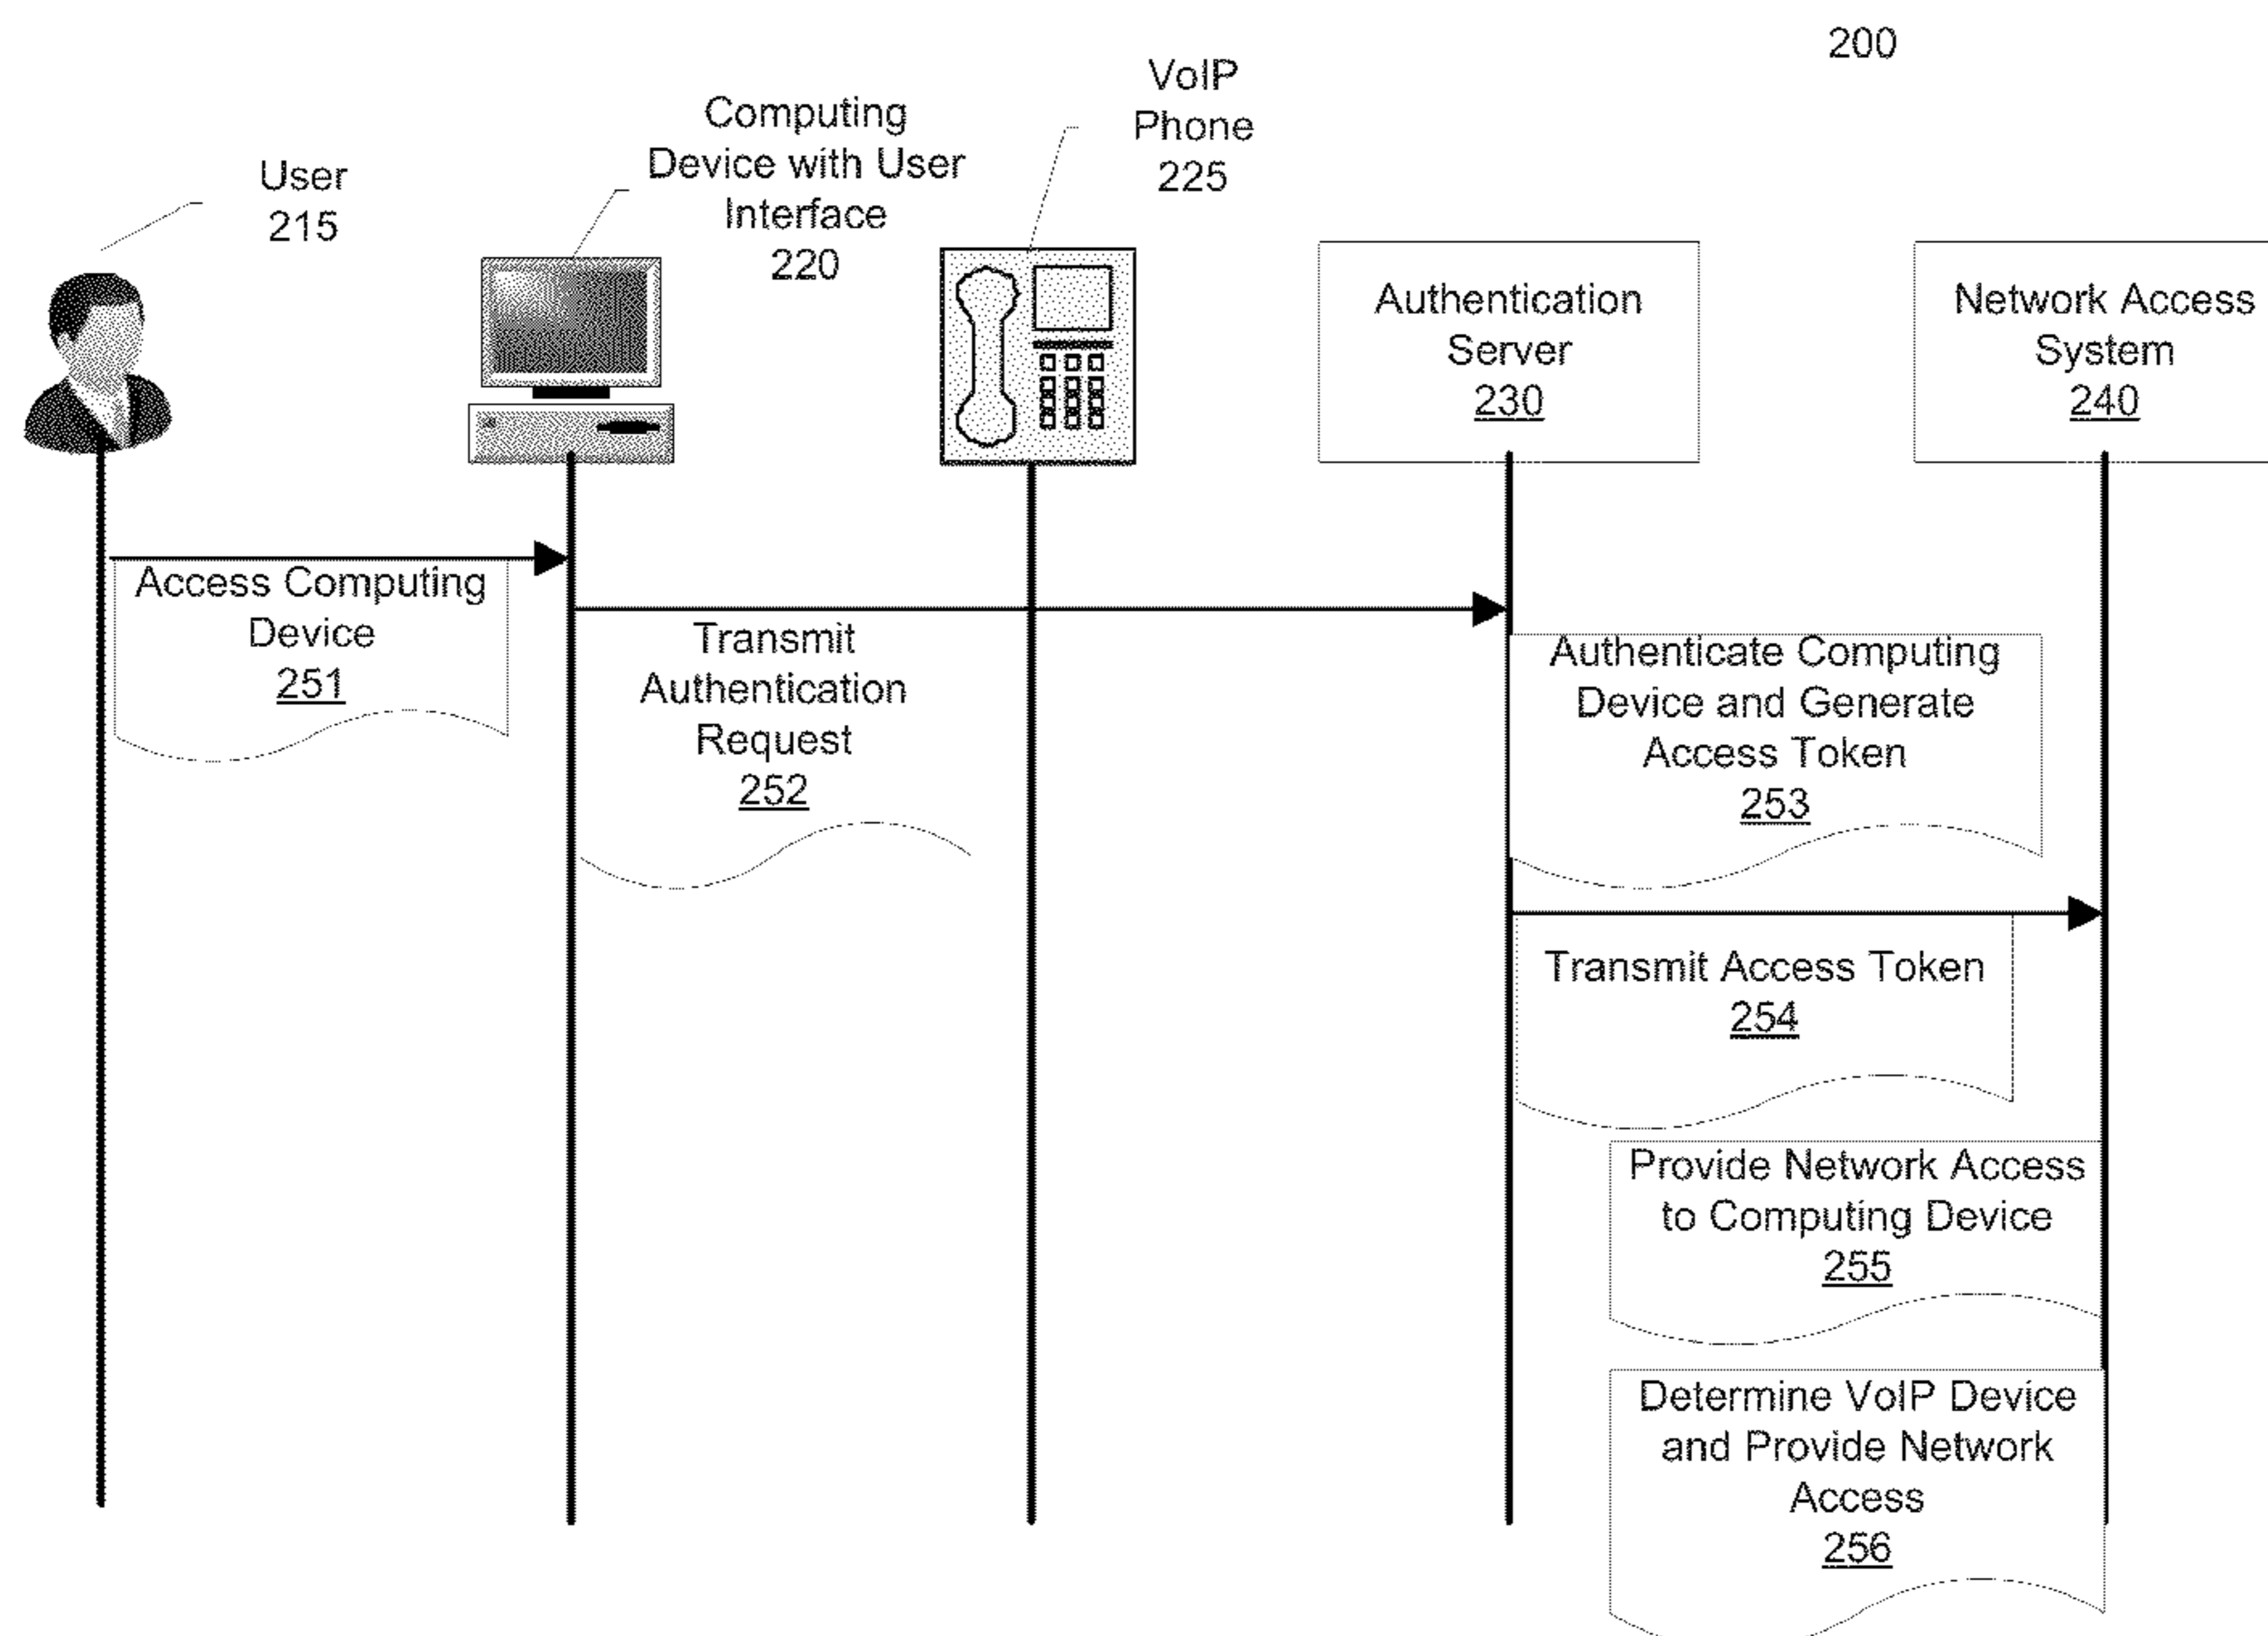 200
User
215
Computing
Device with User
Interface
220
VoIP
Phone
225
Authentication
Server
230
Network Access
System
240
Access Computing
Device
251
Transmit
Authentication
Request
252
Authenticate Computing
Device and Generate
Access Token
253
Transmit Access Token
254
Provide Network Access
to Computing Device
255
Determine VoIP Device
and Provide Network
Access
256